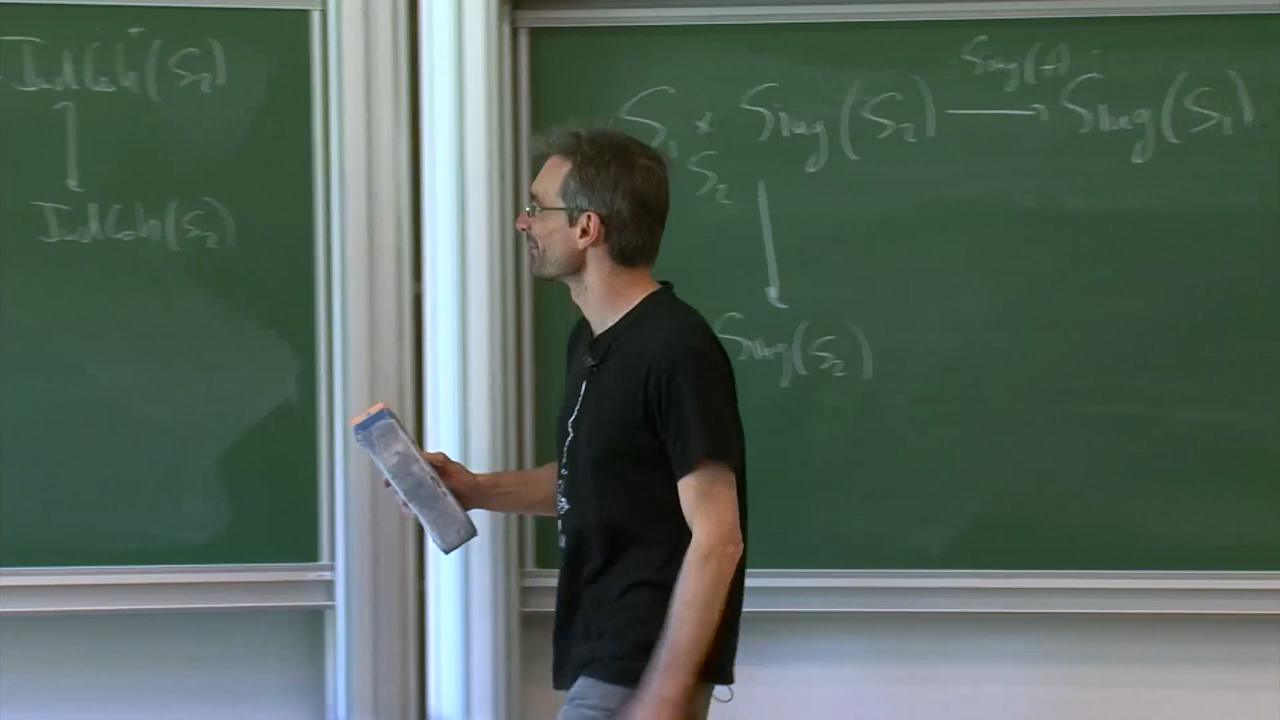 IndCoh(S₁)
IndCoh(S₂)
Sing(f)
S₁ × Sing(S₂) ⟶ Sing(S₁)
S₂
Sing(S₂)